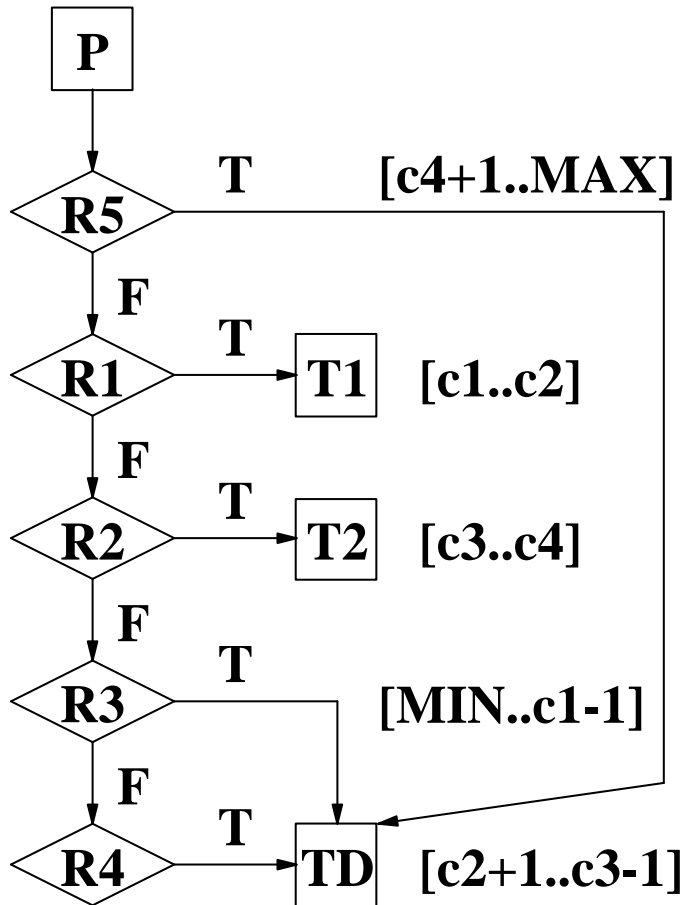 P
T [c4+1..MAX]
R5
F
T
R1 T1 [c1..c2]
F
T
R2 T2 [c3..c4]
F
T
R3 [MIN..c1-1]
F
T
R4 TD [c2+1..c3-1]